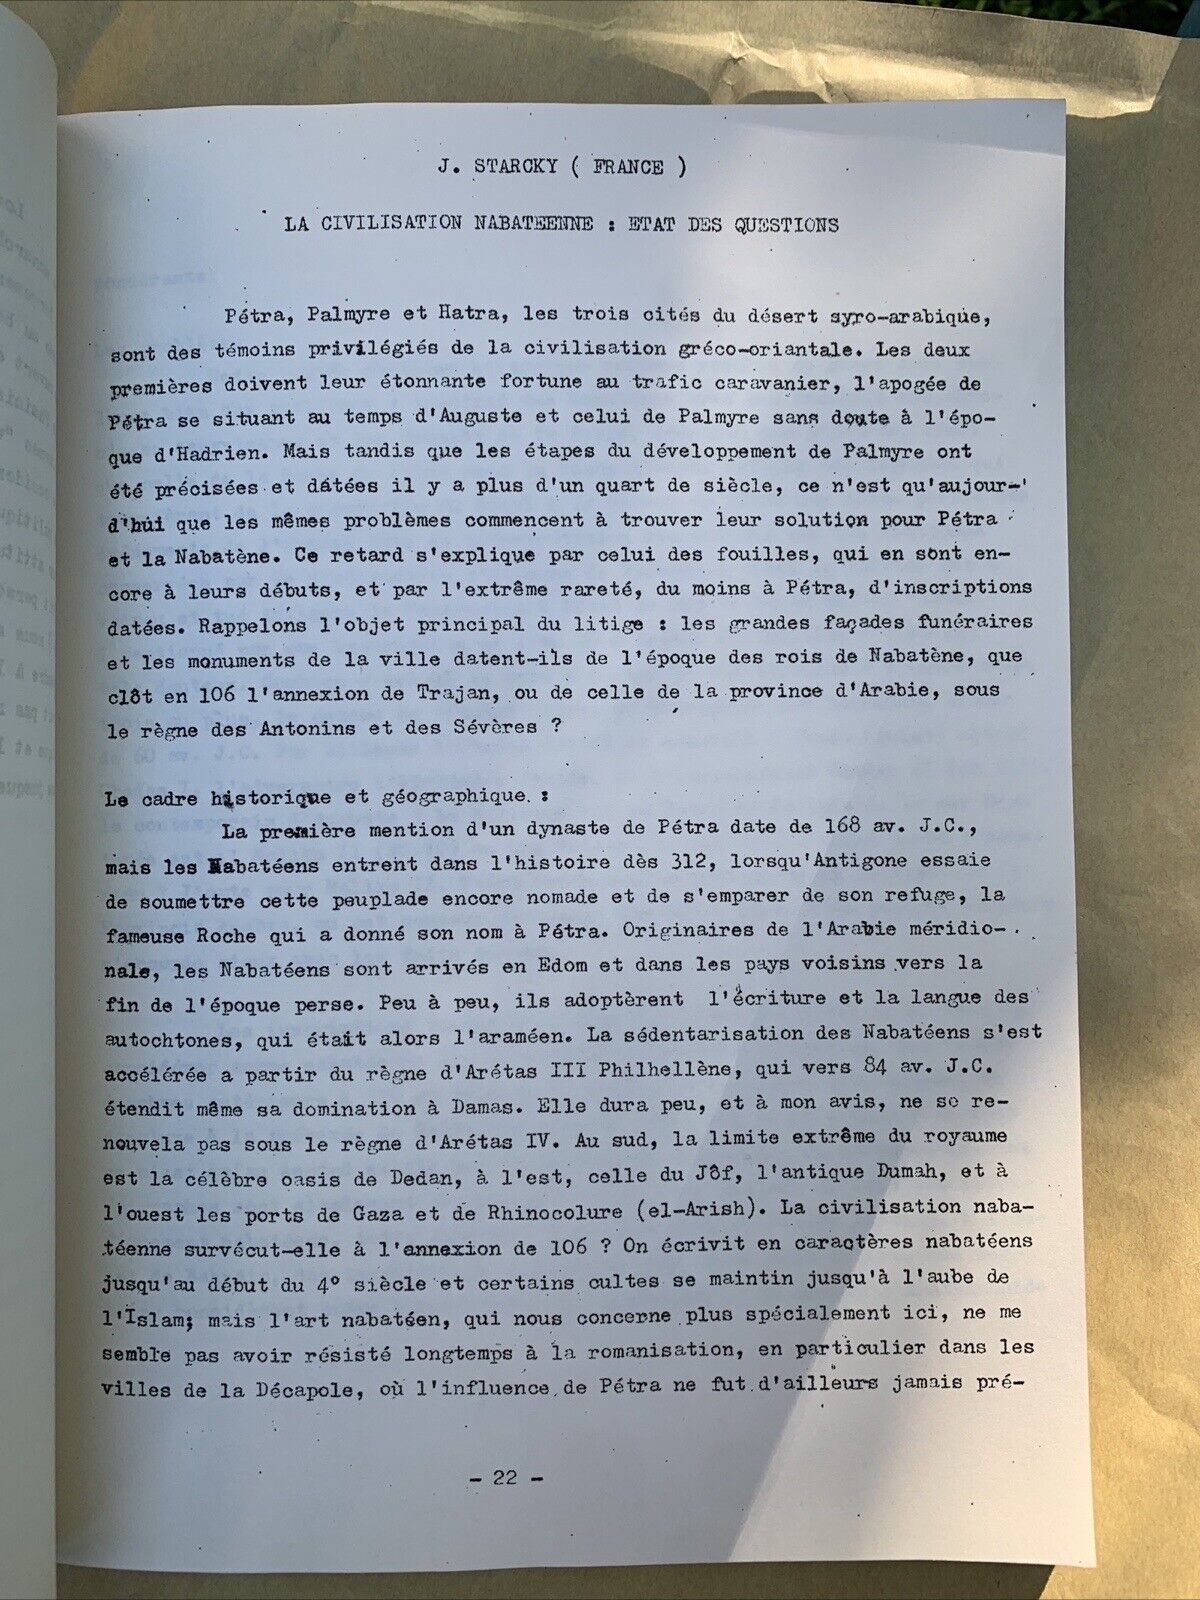 J. STARCKY ( FRANCE )
LA CIVILISATION NABATEENNE : ETAT DES QUESTIONS
Pétra, Palmyre et Hatra, les trois cités du désert syro-arabique,
sont des témoins privilégiés de la civilisation gréco-oriantale. Les deux
premières doivent leur étonnante fortune au trafic caravanier, l'apogée de
Pétra se situant au temps d'Auguste et celui de Palmyre sans doute à l'épo-
que d'Hadrien. Mais tandis que les étapes du développement de Palmyre ont
été précisées et dátées il y a plus d'un quart de siècle, ce n'est qu'aujour-
d'hui que les mêmes problèmes commencent à trouver leur solution pour Pétra
et la Nabatène. Ce retard s'explique par celui des fouilles, qui en sont en-
core à leurs débuts, et par l'extrême rareté, du moins à Pétra, d'inscriptions
datées. Rappelons l'objet principal du litige : les grandes façades funéraires
et les monuments de la ville datent-ils de l'époque des rois de Nabatène, que
clôt en 106 l'annexion de Trajan, ou de celle de la province d'Arabie, sous
le règne des Antonins et des Sévères ?
Le cadre historique et géographique. :
La première mention d'un dynaste de Pétra date de 168 av. J.C.,
mais les Nabatéens entrent dans l'histoire dès 312, lorsqu'Antigone essaie
de soumettre cette peuplade encore nomade et de s'emparer de son refuge, la
fameuse Roche qui a donné son nom à Pétra. Originaires de l'Arabie méridio-
nale, les Nabatéens sont arrivés en Edom et dans les pays voisins vers la
fin de l'époque perse. Peu à peu, ils adoptèrent l'écriture et la langue des
autochtones, qui était alors l'araméen. La sédentarisation des Nabatéens s'est
accélérée a partir du règne d'Arétas III Philhellène, qui vers 84 av. J.C.
étendit même sa domination à Damas. Elle dura peu, et à mon avis, ne se re-
nouvela pas sous le règne d'Arétas IV. Au sud, la limite extrême du royaume
est la célèbre oasis de Dedan, à l'est, celle du Jôf, l'antique Dumah, et à
l'ouest les ports de Gaza et de Rhinocolure (el-Arish). La civilisation naba-
téenne survécut-elle à l'annexion de 106 ? On écrivit en caractères nabatéens
jusqu'au début du 4° siècle et certains cultes se maintin jusqu'à l'aube de
l'Islam; mais l'art nabatéen, qui nous concerne plus spécialement ici, ne me
semble pas avoir résisté longtemps à la romanisation, en particulier dans les
villes de la Décapole, où l'influence de Pétra ne fut d'ailleurs jamais pré-
- 22 -